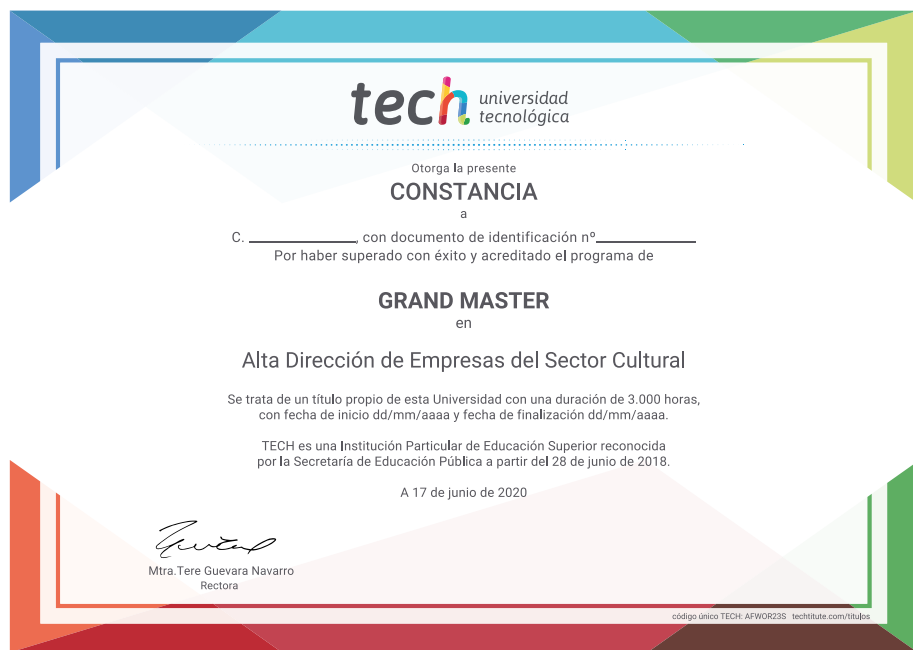 tech universidad
tecnológica
Otorga la presente
CONSTANCIA
a
C. ____________, con documento de identificación nº____________
Por haber superado con éxito y acreditado el programa de
GRAND MASTER
en
Alta Dirección de Empresas del Sector Cultural
Se trata de un título propio de esta Universidad con una duración de 3.000 horas,
con fecha de inicio dd/mm/aaaa y fecha de finalización dd/mm/aaaa.
TECH es una Institución Particular de Educación Superior reconocida
por la Secretaría de Educación Pública a partir del 28 de junio de 2018.
A 17 de junio de 2020
Mtra.Tere Guevara Navarro
Rectora
código único TECH: AFWOR23S techtitute.com/titulos